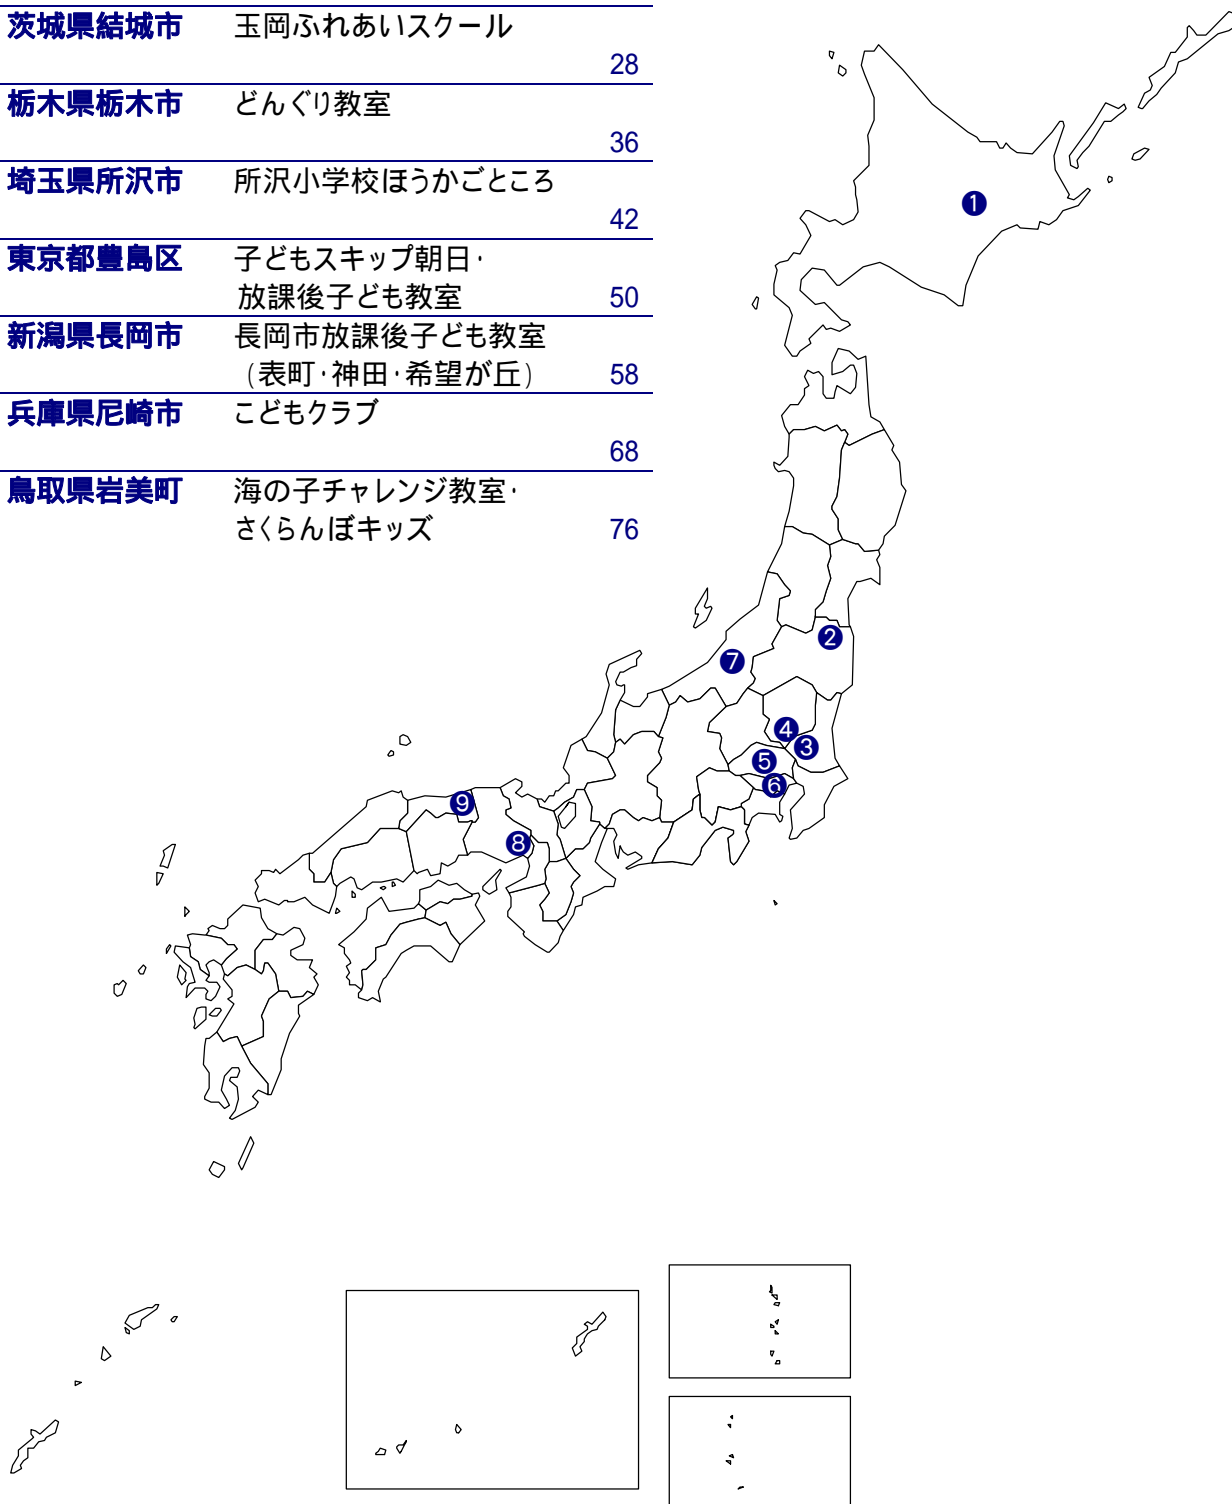 茨城県結城市 玉岡ふれあいスクール
28
栃木県栃木市 どんぐり教室
36
埼玉県所沢市 所沢小学校ほうかごところ
42
東京都豊島区 子どもスキップ朝日・
放課後子ども教室 50
新潟県長岡市 長岡市放課後子ども教室
(表町・神田・希望が丘) 58
兵庫県尼崎市 こどもクラブ
68
鳥取県岩美町 海の子チャレンジ教室・
さくらんぼキッズ 76
1
2
7
4
3
5
6
9
8